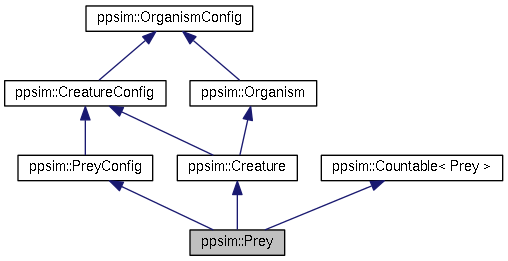 ppsim::OrganismConfig
ppsim::CreatureConfig
ppsim::Organism
ppsim::PreyConfig
ppsim::Creature
ppsim::Countable< Prey >
ppsim::Prey